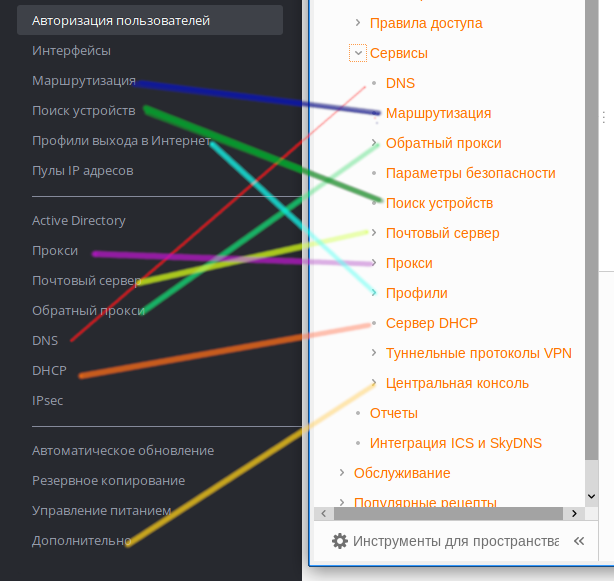 Авторизация пользователей
Интерфейсы
Маршрутизация
Поиск устройств
Профили выхода в Интернет
Пулы IP адресов
Active Directory
Прокси
Почтовый сервер
Обратный прокси
DNS
DHCP
IPsec
Автоматическое обновление
Резервное копирование
Управление питанием
Дополнительно
Правила доступа
Сервисы
DNS
Маршрутизация
Обратный прокси
Параметры безопасности
Поиск устройств
Почтовый сервер
Прокси
Профили
Сервер DHCP
Туннельные протоколы VPN
Центральная консоль
Отчеты
Интеграция ICS и SkyDNS
Обслуживание
Популярные рецепты
Инструменты для пространства